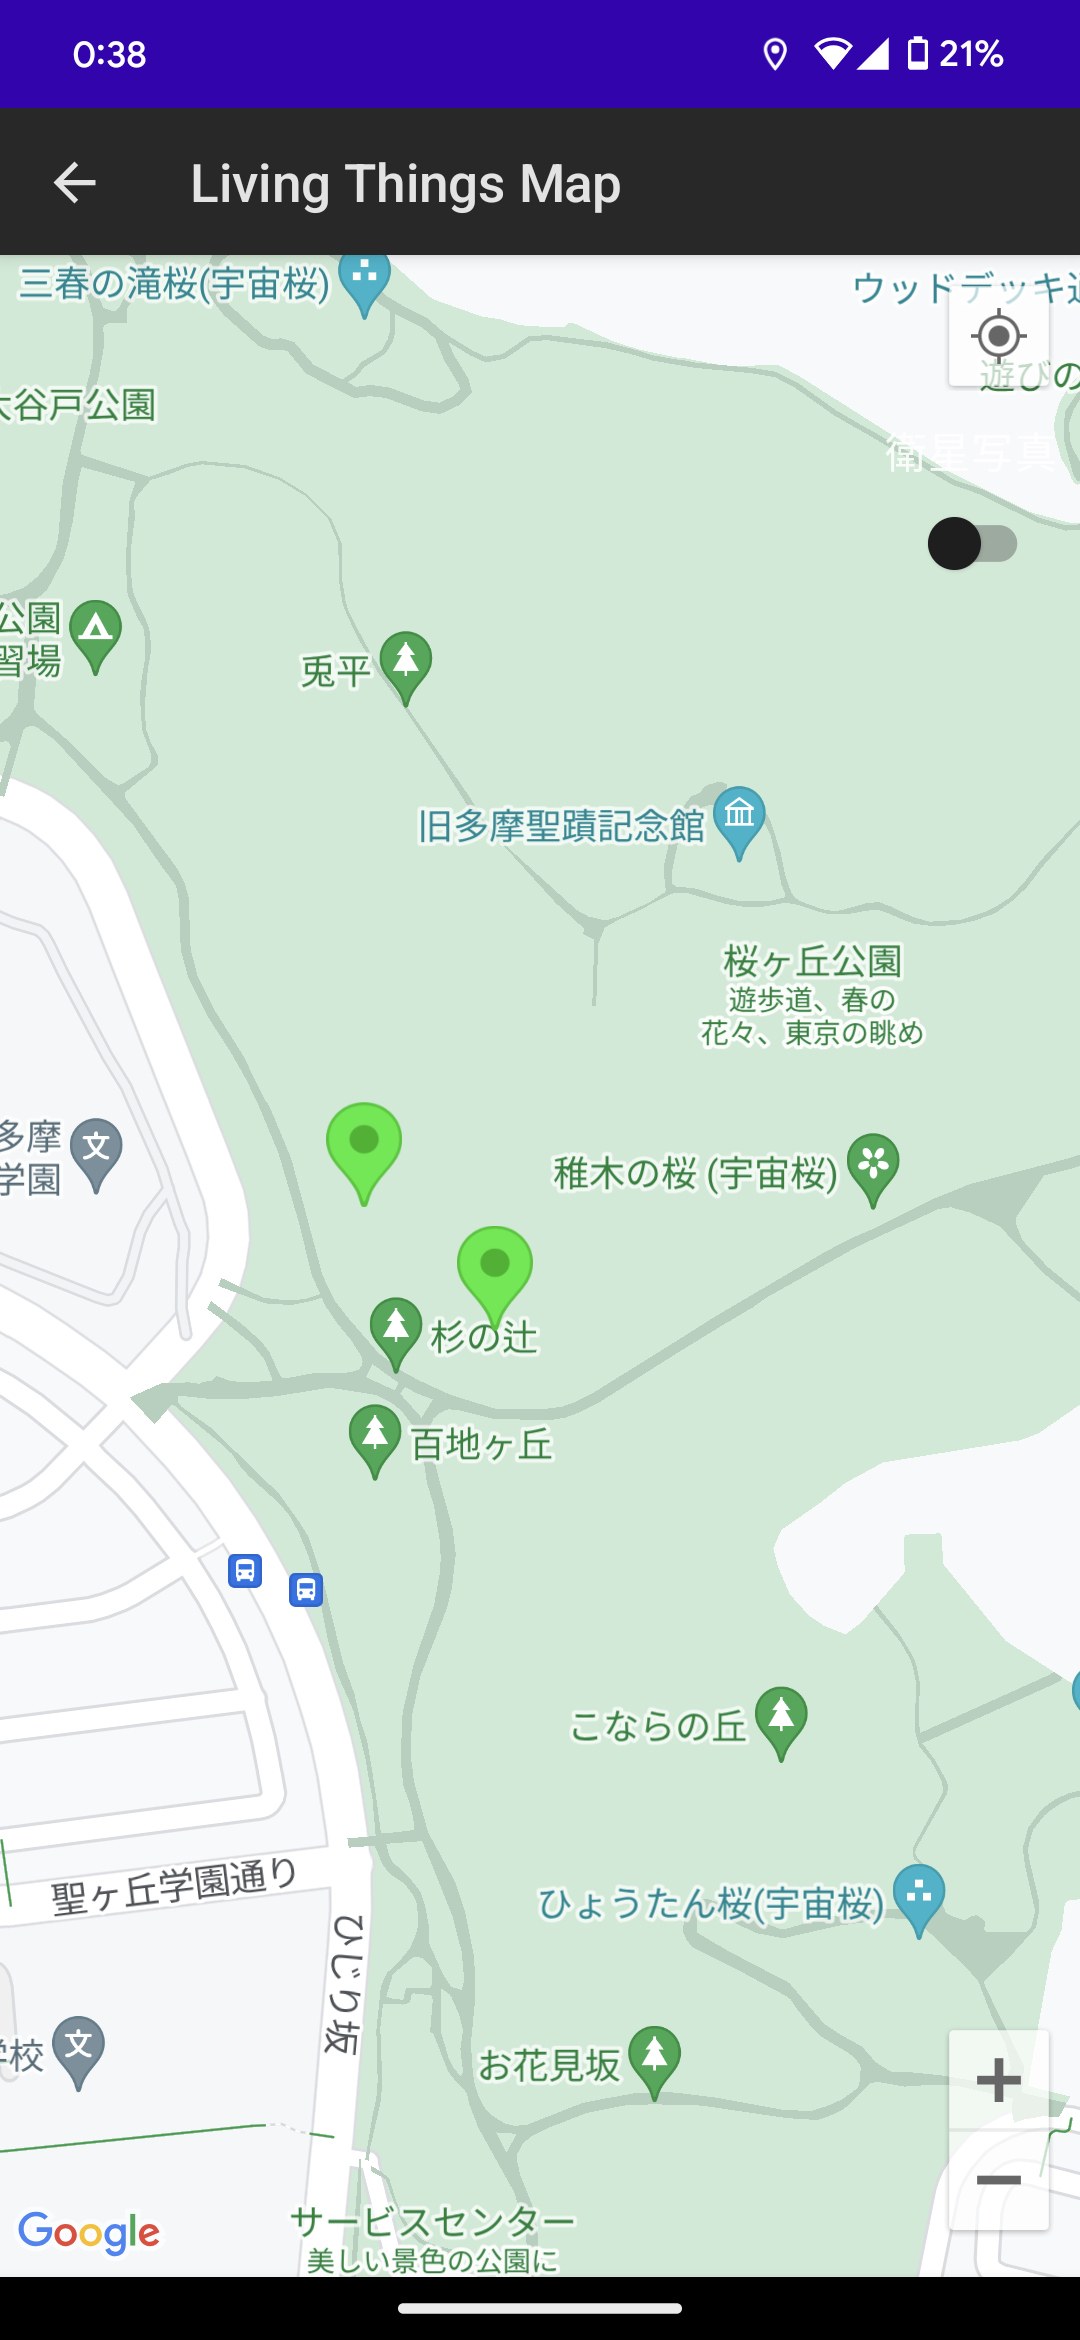 0:38
21%
Living Things Map
三春の滝桜(宇宙桜)
ウッドデッキ
遊びの
大谷戸公園
衛星写真
公園
習場
兎平
旧多摩聖蹟記念館
桜ヶ丘公園
遊歩道、春の
花々、東京の眺め
多摩
学園
文
稚木の桜 (宇宙桜)
杉の辻
百地ヶ丘
こならの丘
聖ヶ丘学園通り
ひょうたん桜(宇宙桜)
ひじり坂
学校
文
お花見坂
+
−
Google
サービスセンター
美しい景色の公園に